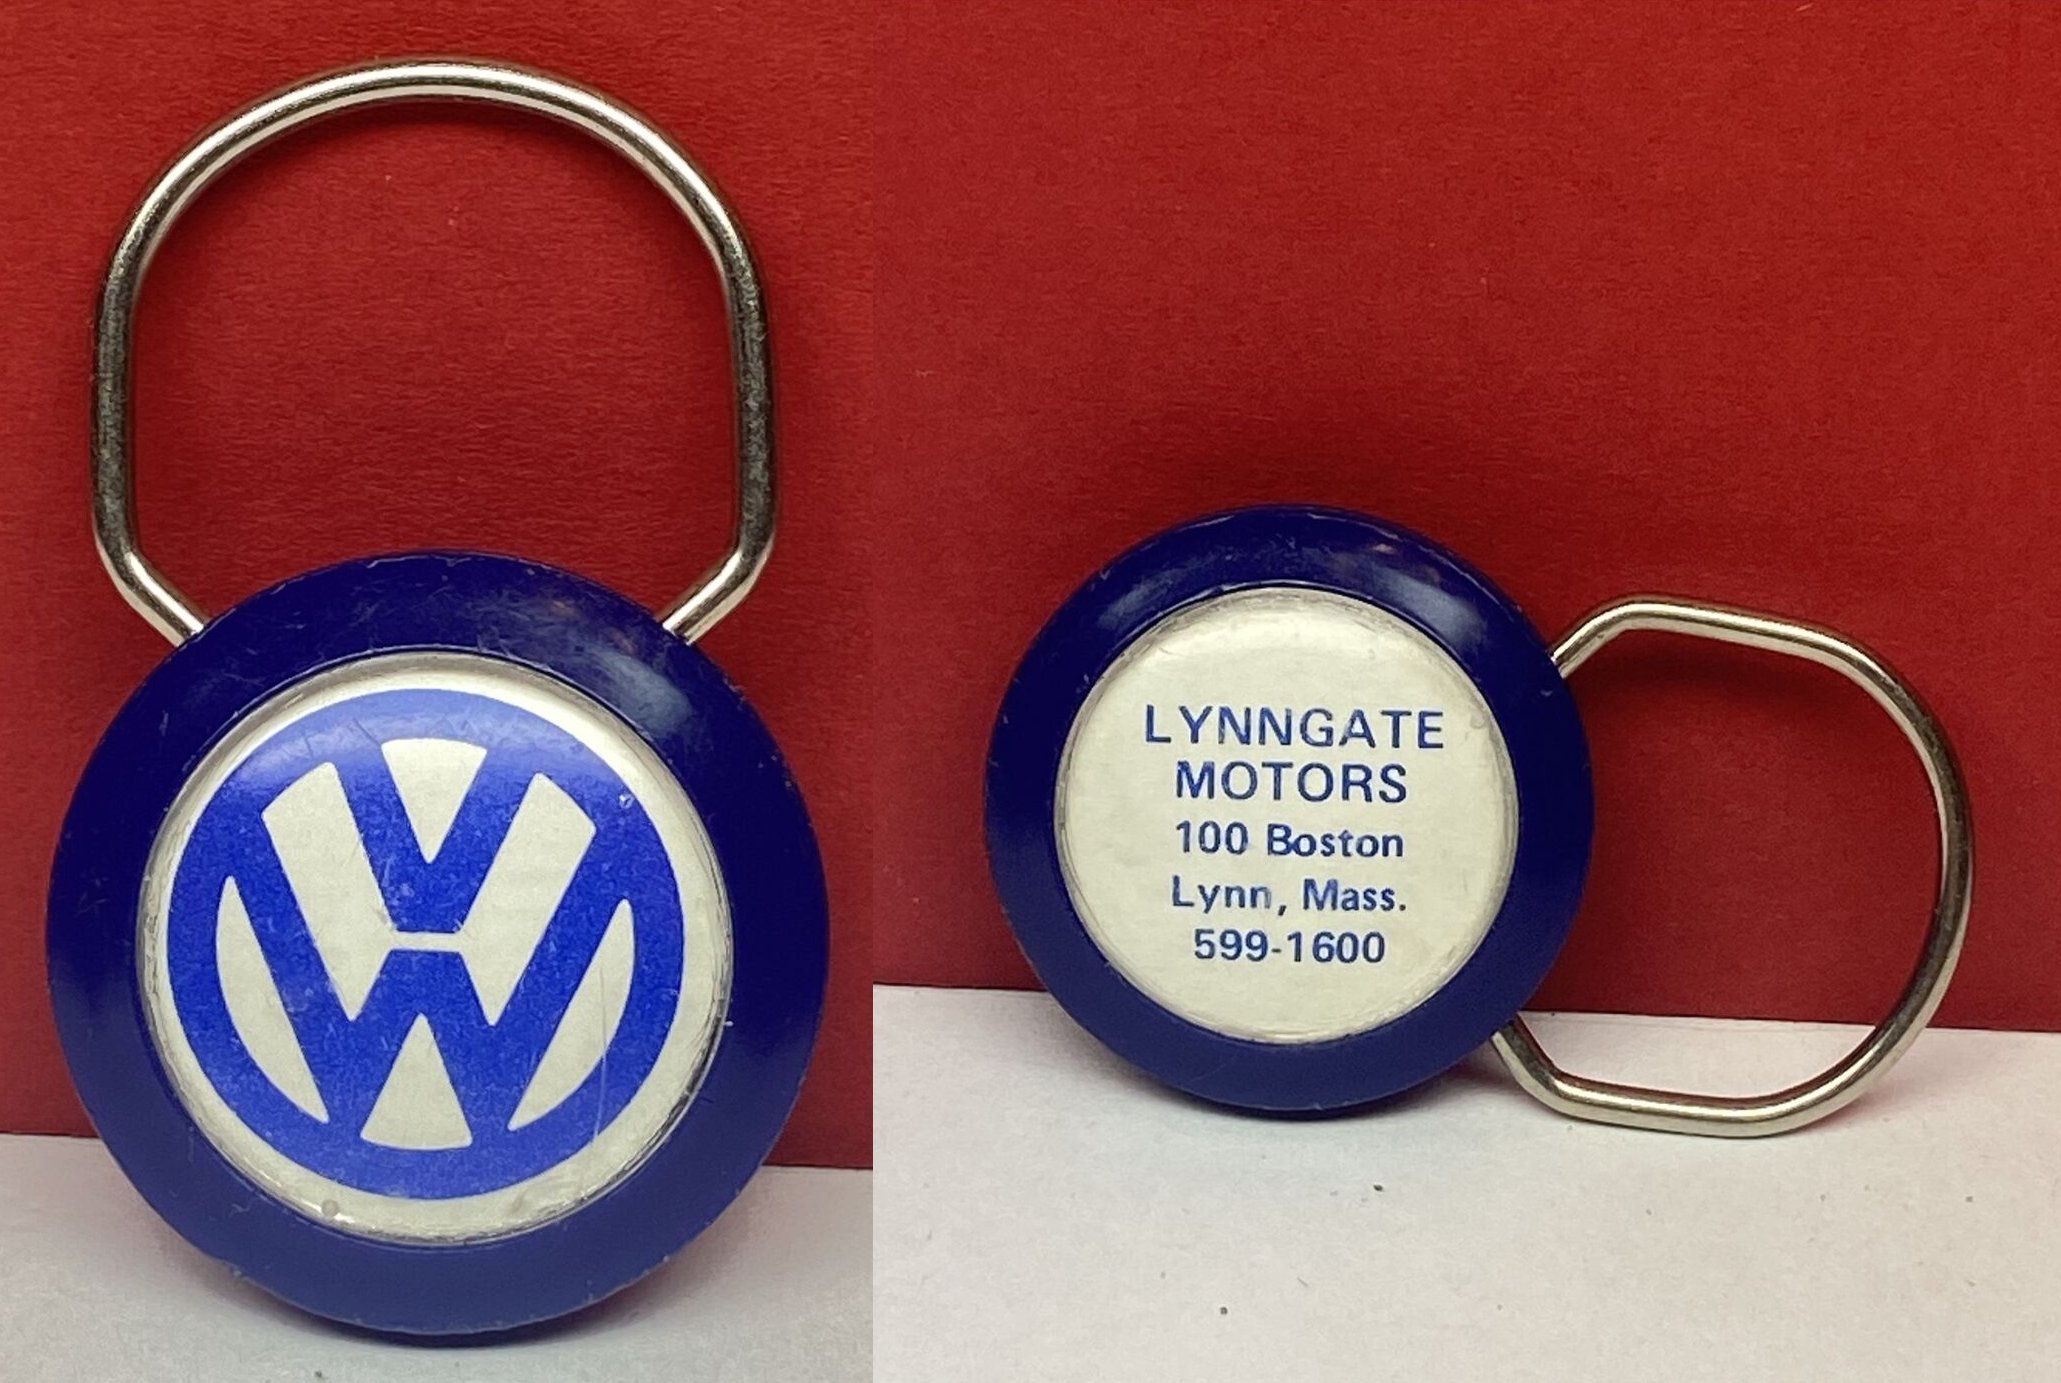 VW
LYNNGATE
MOTORS
100 Boston
Lynn, Mass.
599-1600